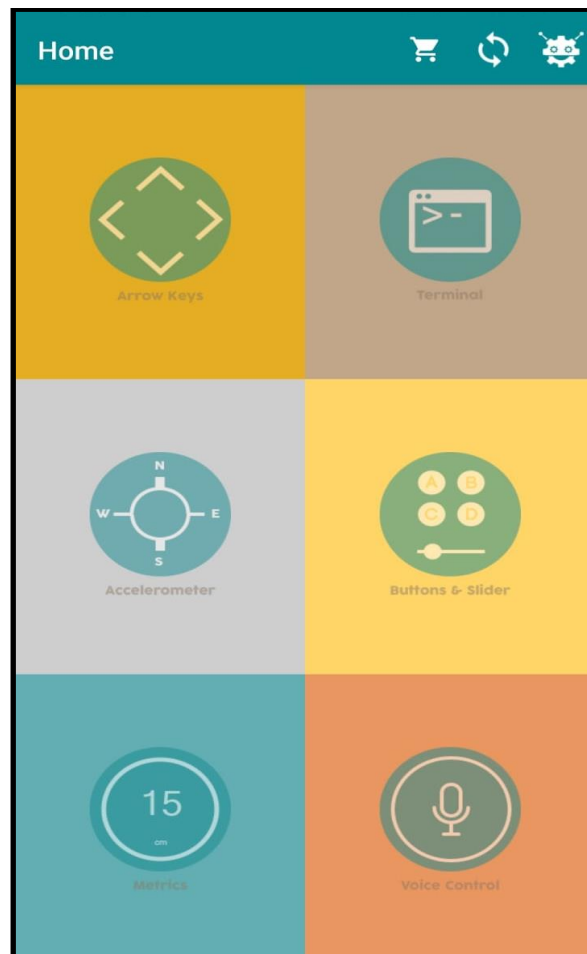 Home
Arrow Keys
>-
Terminal
N
W E
S
Accelerometer
A B
C D
Buttons & Slider
15
cm
Metrics
Voice Control